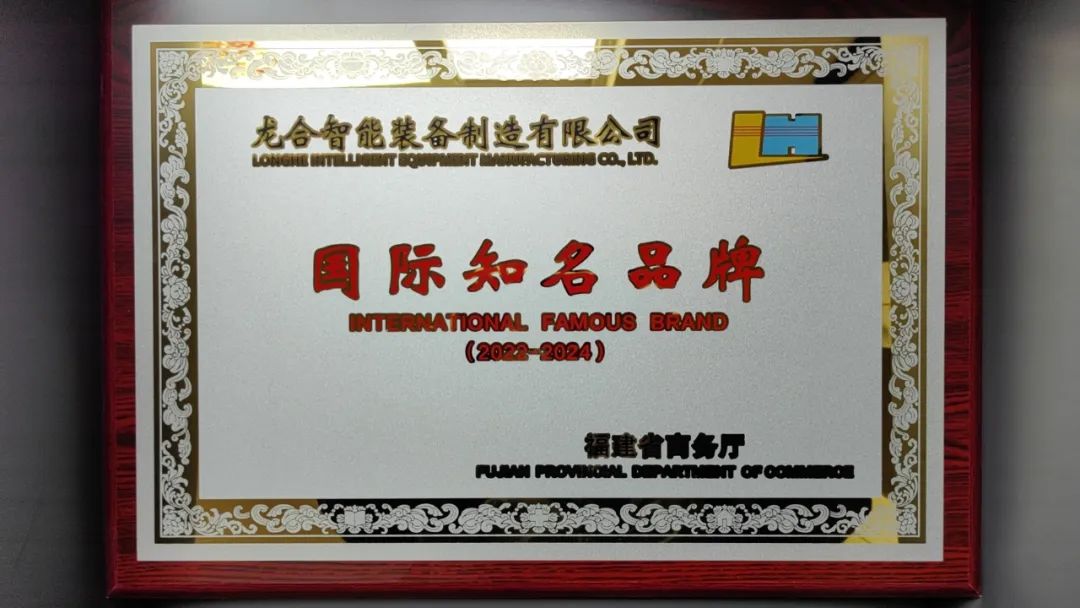 龙合智能装备制造有限公司
LONGHE INTELLIGENT EQUIPMENT MANUFACTURING CO., LTD.
国际知名品牌
INTERNATIONAL FAMOUS BRAND
（2022-2024）
福建省商务厅
FUJIAN PROVINCIAL DEPARTMENT OF COMMERCE